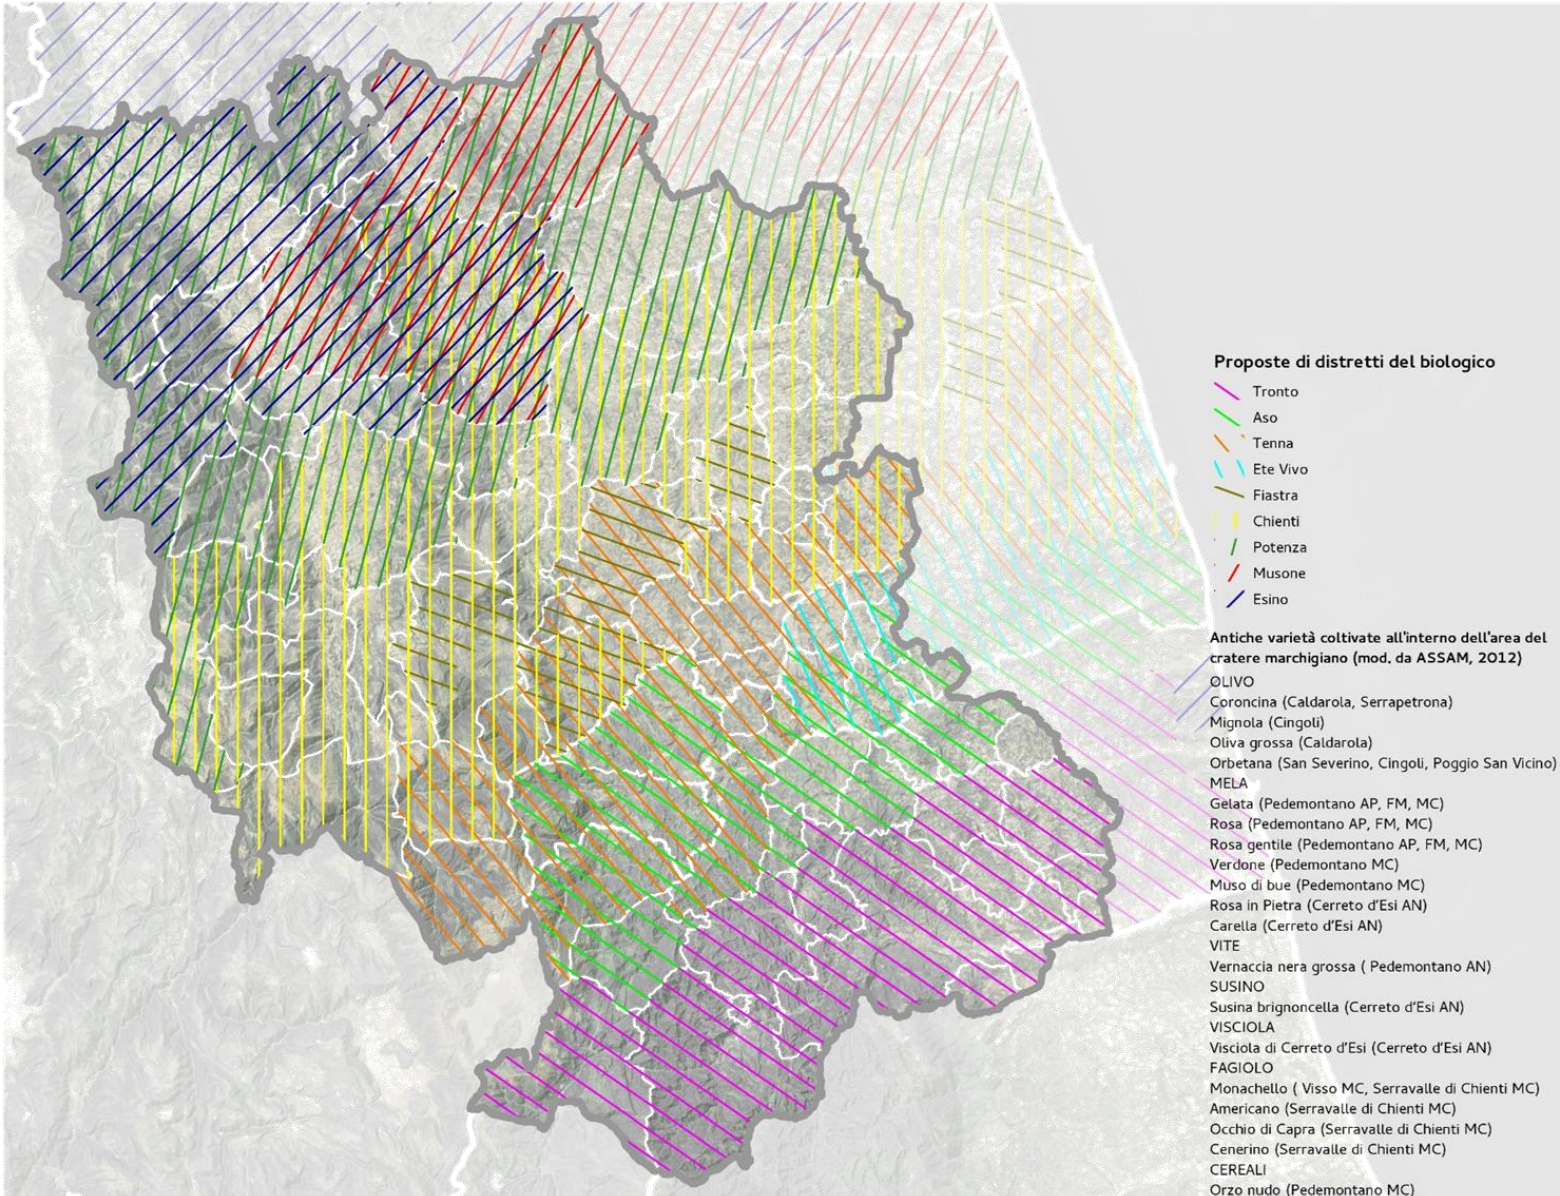 Proposte di distretti del biologico
Tronto
Aso
Tenna
Ete Vivo
Fiastra
Chienti
Potenza
Musone
Esino
Antiche varietà coltivate all'interno dell'area del
cratere marchigiano (mod. da ASSAM, 2012)
OLIVO
Coroncina (Caldarola, Serrapetrona)
Mignola (Cingoli)
Oliva grossa (Caldarola)
Orbetana (San Severino, Cingoli, Poggio San Vicino)
MELA
Gelata (Pedemontano AP, FM, MC)
Rosa (Pedemontano AP, FM, MC)
Rosa gentile (Pedemontano AP, FM, MC)
Verdone (Pedemontano MC)
Muso di bue (Pedemontano MC)
Rosa in Pietra (Cerreto d'Esi AN)
Carella (Cerreto d'Esi AN)
VITE
Vernaccia nera grossa ( Pedemontano AN)
SUSINO
Susina brignoncella (Cerreto d'Esi AN)
VISCIOLA
Visciola di Cerreto d'Esi (Cerreto d'Esi AN)
FAGIOLO
Monachello ( Visso MC, Serravalle di Chienti MC)
Americano (Serravalle di Chienti MC)
Occhio di Capra (Serravalle di Chienti MC)
Cenerino (Serravalle di Chienti MC)
CEREALI
Orzo nudo (Pedemontano MC)